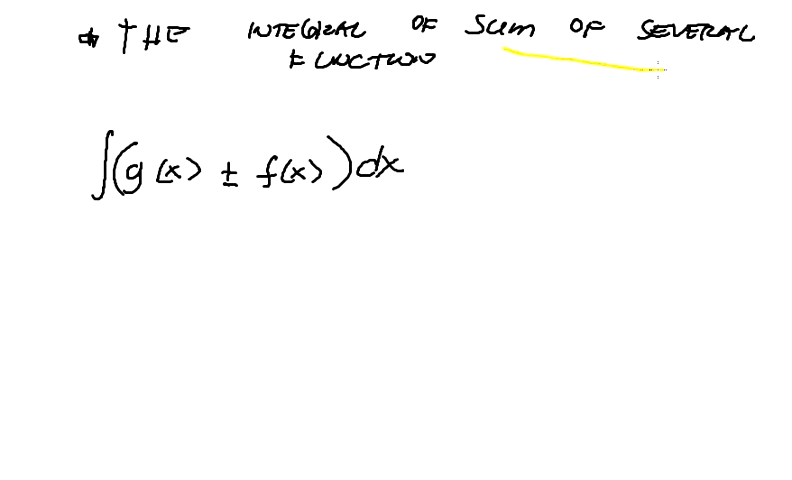 * THE INTEGRAL OF SUM OF SEVERAL
FUNCTION
∫(g(x) ± f(x))dx